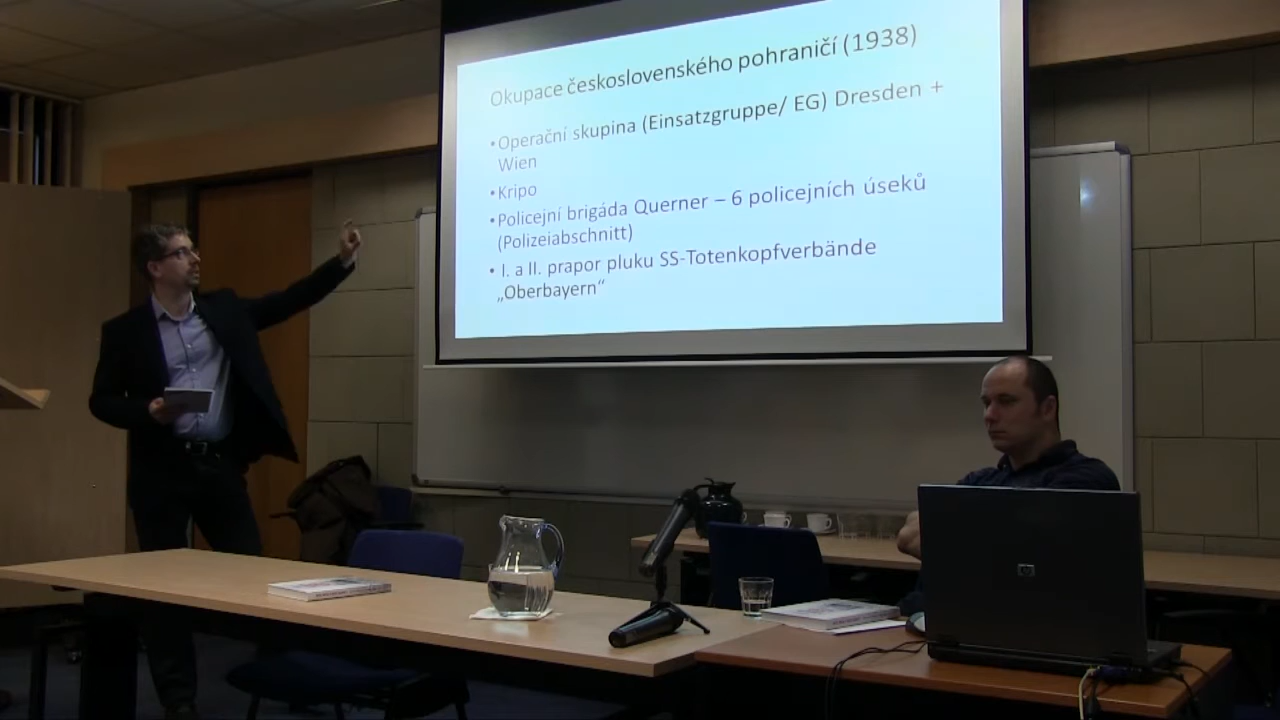 Okupace československého pohraničí (1938)
•Operační skupina (Einsatzgruppe/ EG) Dresden +
Wien
•Kripo
•Policejní brigáda Querner – 6 policejních úseků
(Polizeiabschnitt)
• I. a II. prapor pluku SS-Totenkopfverbände
„Oberbayern“
hp